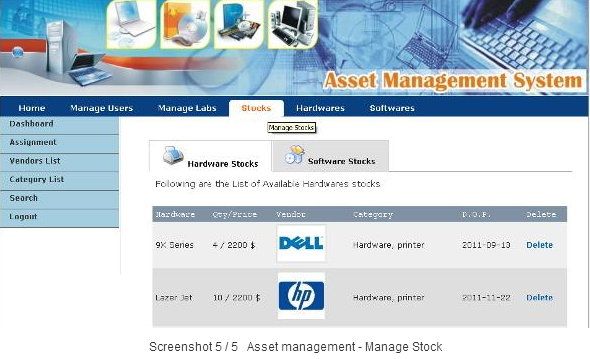 Asset Management System
Home Manage Users Manage Labs Stocks Hardwares Softwares
Manage Stocks
Dashboard
Assignment
Vendors List
Category List
Search
Logout
Hardware Stocks Software Stocks
Following are the List of Available Hardwares stocks
Hardware Qty/Price Vendor Category D.O.P. Delete
9X Series 4 / 2200 $ DELL Hardware, printer 2011-09-13 Delete
Lazer Jet 10 / 2200 $ hp Hardware, printer 2011-11-22 Delete
Screenshot 5 / 5 Asset management - Manage Stock